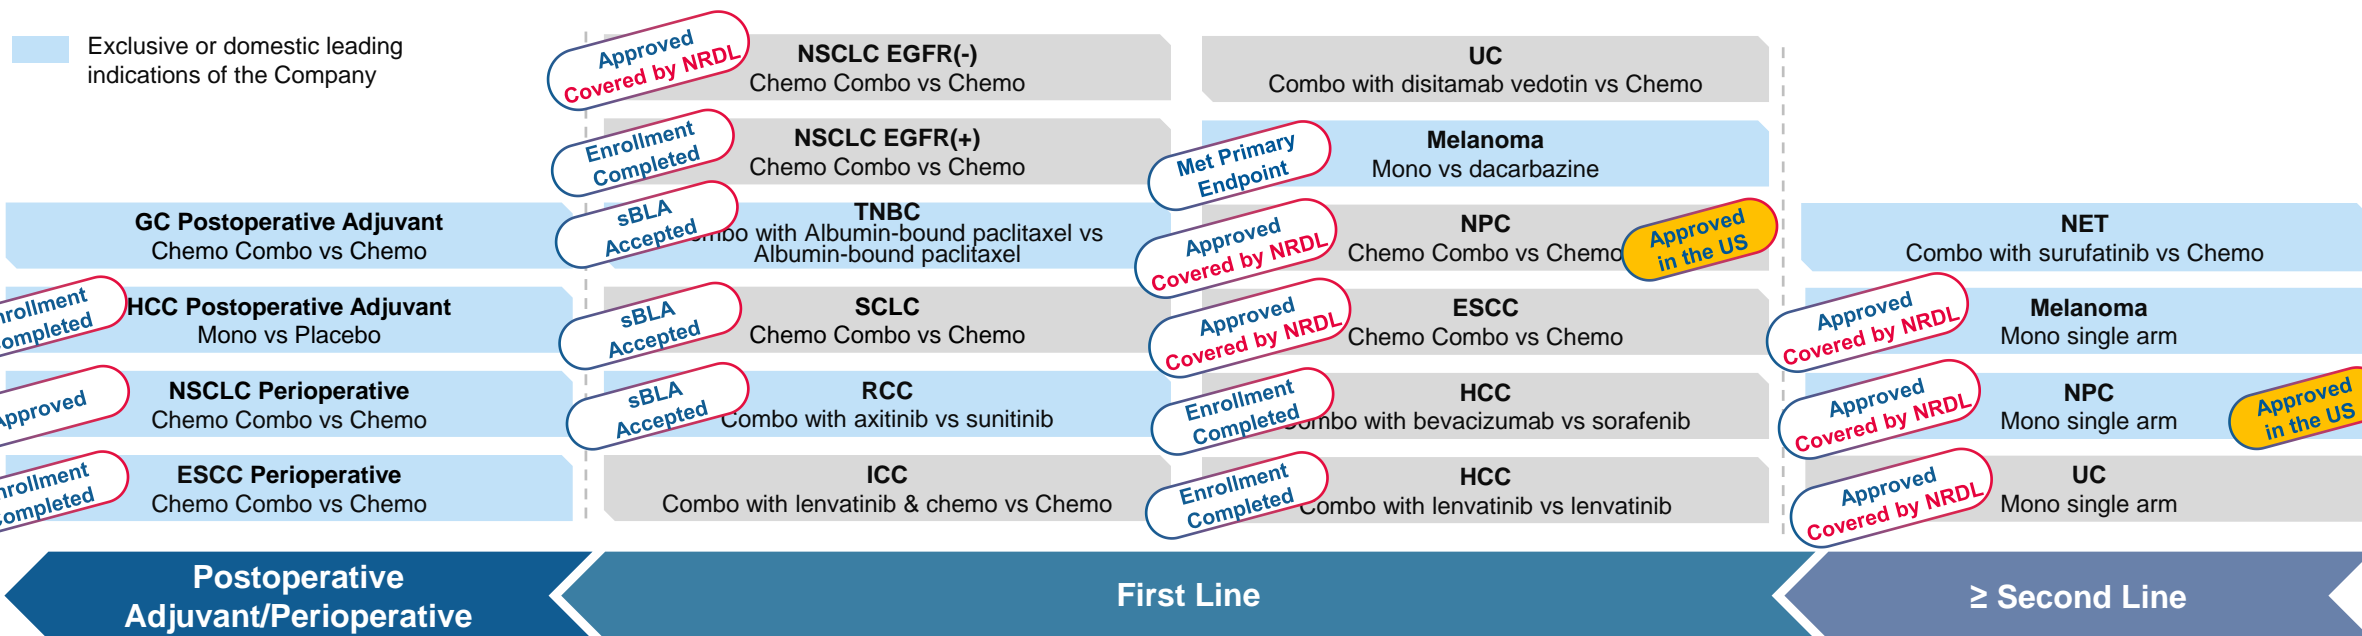 Exclusive or domestic leading
indications of the Company
GC Postoperative Adjuvant
Chemo Combo vs Chemo
HCC Postoperative Adjuvant
Mono vs Placebo
NSCLC Perioperative
Chemo Combo vs Chemo
Approved
ESCC Perioperative
Chemo Combo vs Chemo
Approved
Covered by NRDL
NSCLC EGFR(-)
Chemo Combo vs Chemo
Enrollment
Completed
NSCLC EGFR(+)
Chemo Combo vs Chemo
sBLA
Accepted
TNBC
with Albumin-bound paclitaxel vs
Albumin-bound paclitaxel
sBLA
Accepted
SCLC
Chemo Combo vs Chemo
sBLA
Accepted
RCC
Combo with axitinib vs sunitinib
ICC
Combo with lenvatinib & chemo vs Chemo
UC
Combo with disitamab vedotin vs Chemo
Met Primary
Endpoint
Melanoma
Mono vs dacarbazine
Approved
Covered by NRDL
NPC
Chemo Combo vs Chemo
Approved
in the US
Approved
Covered by NRDL
ESCC
Chemo Combo vs Chemo
Enrollment
Completed
HCC
Combo with bevacizumab vs sorafenib
Enrollment
Completed
HCC
Combo with lenvatinib vs lenvatinib
NET
Combo with surufatinib vs Chemo
Approved
Covered by NRDL
Melanoma
Mono single arm
Approved
Covered by NRDL
NPC
Mono single arm
Approved
in the US
Approved
Covered by NRDL
UC
Mono single arm
Postoperative
Adjuvant/Perioperative
First Line
≥ Second Line